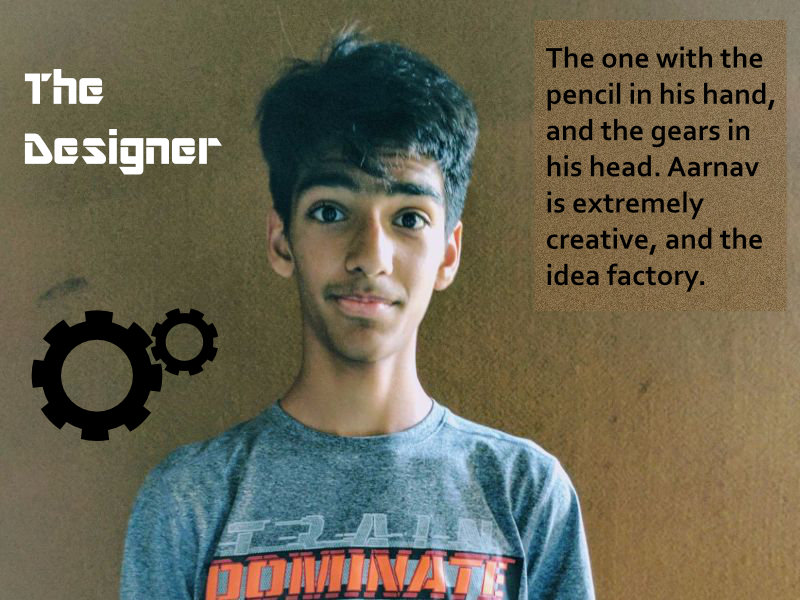 The
Designer
The one with the
pencil in his hand,
and the gears in
his head. Aarnav
is extremely
creative, and the
idea factory.
TRAIN
DOMINATE